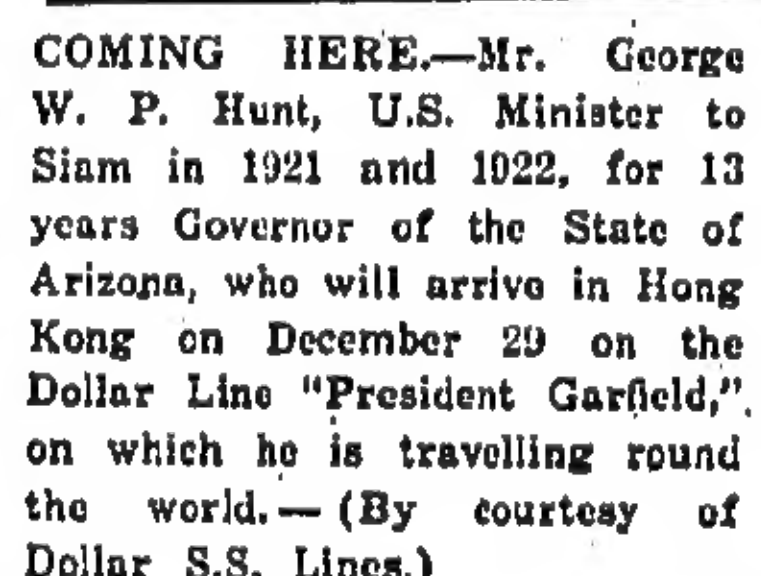 COMING HERE.—Mr. George
W. P. Hunt, U.S. Minister to
Siam in 1921 and 1922, for 13
years Governor of the State of
Arizona, who will arrive in Hong
Kong on December 29 on the
Dollar Line "President Garfield,"
on which he is travelling round
the world.—(By courtesy of
Dollar S.S. Lines.)